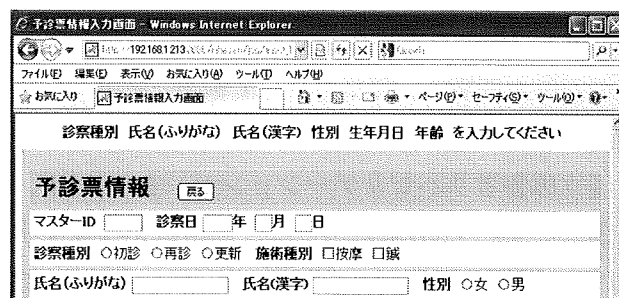 予診票情報入力画面 - Windows Internet Explorer
192.168.1.213
ファイル(F) 編集(E) 表示(V) お気に入り(A) ツール(T) ヘルプ(H)
お気に入り 予診票情報入力画面 ページ(P) セーフティ(S) ツール(O)
診察種別 氏名(ふりがな) 氏名(漢字) 性別 生年月日 年齢 を入力してください
予診票情報 戻る
マスターID 診察日 年 月 日
診察種別 ○初診 ○再診 ○更新 施術種別 □按摩 □鍼
氏名(ふりがな) 氏名(漢字) 性別 ○女 ○男